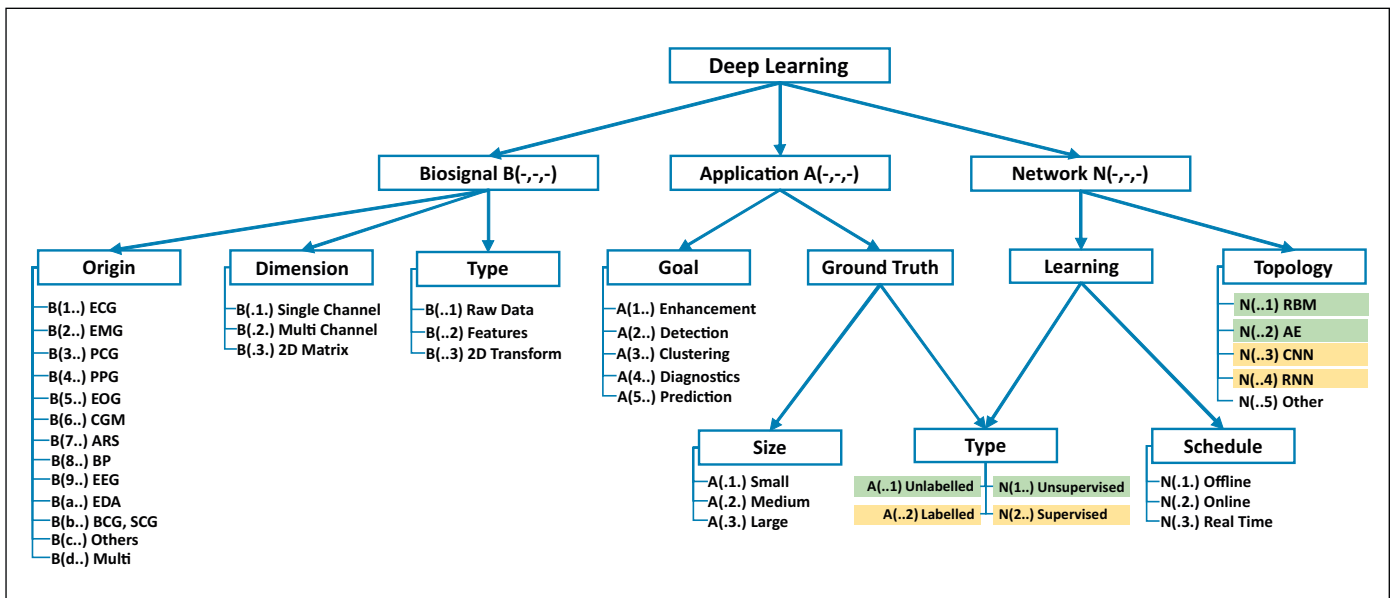 Deep Learning
Biosignal B(-,-,-)
Application A(-,-,-)
Network N(-,-,-)
Origin
Dimension
Type
Goal
Ground Truth
Learning
Topology
B(1..) ECG
B(2..) EMG
B(3..) PCG
B(4..) PPG
B(5..) EOG
B(6..) CGM
B(7..) ARS
B(8..) BP
B(9..) EEG
B(a..) EDA
B(b..) BCG, SCG
B(c..) Others
B(d..) Multi
B(.1.) Single Channel
B(.2.) Multi Channel
B(.3.) 2D Matrix
B(..1) Raw Data
B(..2) Features
B(..3) 2D Transform
A(1..) Enhancement
A(2..) Detection
A(3..) Clustering
A(4..) Diagnostics
A(5..) Prediction
N(..1) RBM
N(..2) AE
N(..3) CNN
N(..4) RNN
N(..5) Other
Size
Type
Schedule
A(.1.) Small
A(.2.) Medium
A(.3.) Large
A(..1) Unlabelled
N(1..) Unsupervised
A(..2) Labelled
N(2..) Supervised
N(.1.) Offline
N(.2.) Online
N(.3.) Real Time